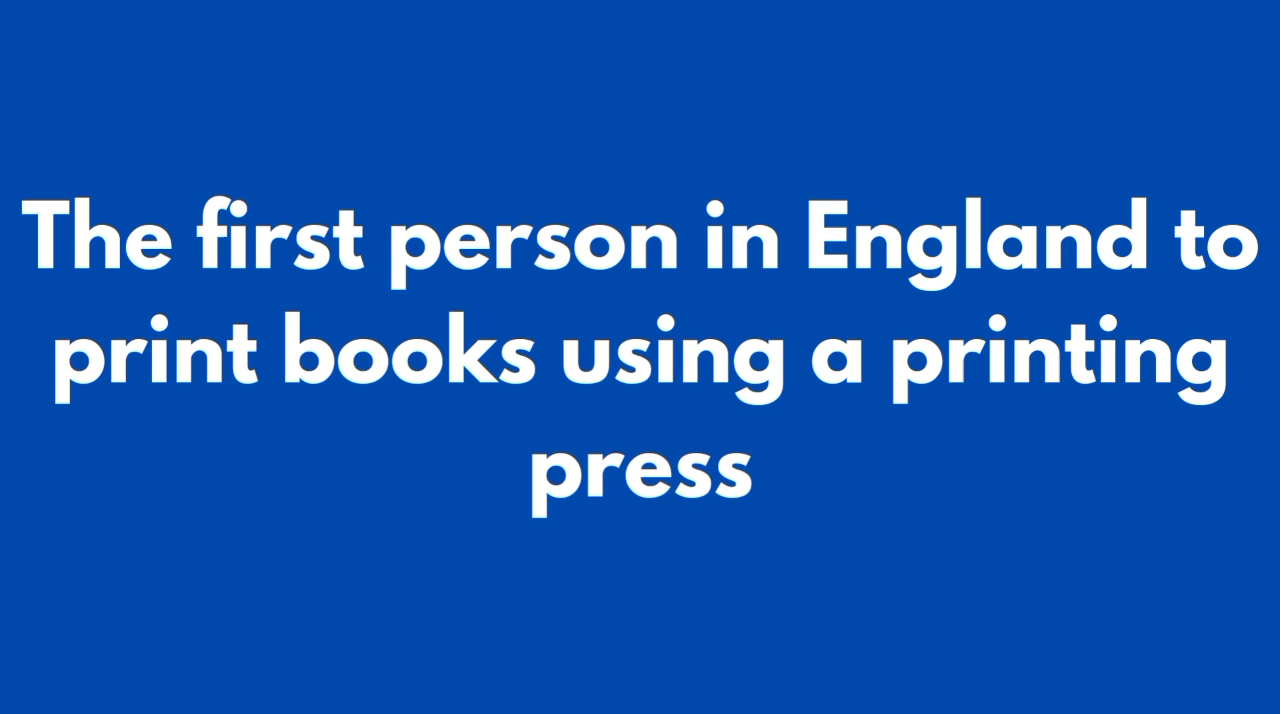 The first person in England to
print books using a printing
press